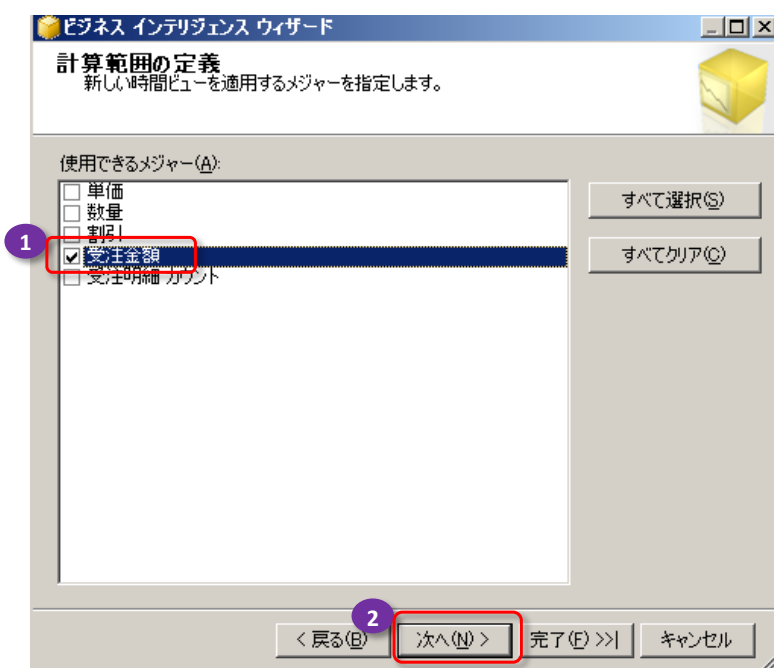 ビジネス インテリジェンス ウィザード
計算範囲の定義
新しい時間ビューを適用するメジャーを指定します。
使用できるメジャー(A):
単価
すべて選択(S)
数量
割引
1
受注金額
すべてクリア(C)
受注明細 カウント
2
< 戻る(B)
次へ(N) >
完了(F) >>|
キャンセル